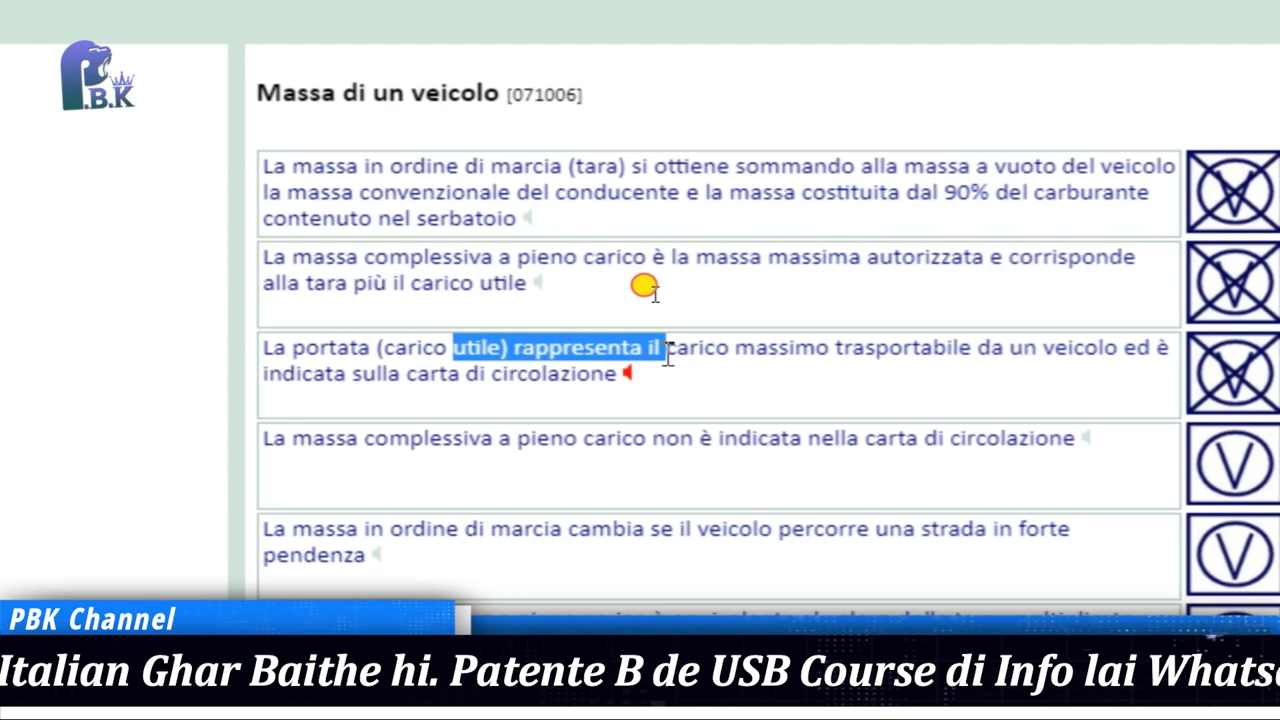 P.B.K
Massa di un veicolo [071006]
La massa in ordine di marcia (tara) si ottiene sommando alla massa a vuoto del veicolo
la massa convenzionale del conducente e la massa costituita dal 90% del carburante
contenuto nel serbatoio
V
La massa complessiva a pieno carico è la massa massima autorizzata e corrisponde
alla tara più il carico utile
V
La portata (carico utile) rappresenta il carico massimo trasportabile da un veicolo ed è
indicata sulla carta di circolazione
V
La massa complessiva a pieno carico non è indicata nella carta di circolazione
V
La massa in ordine di marcia cambia se il veicolo percorre una strada in forte
pendenza
V
PBK Channel
Italian Ghar Baithe hi. Patente B de USB Course di Info lai